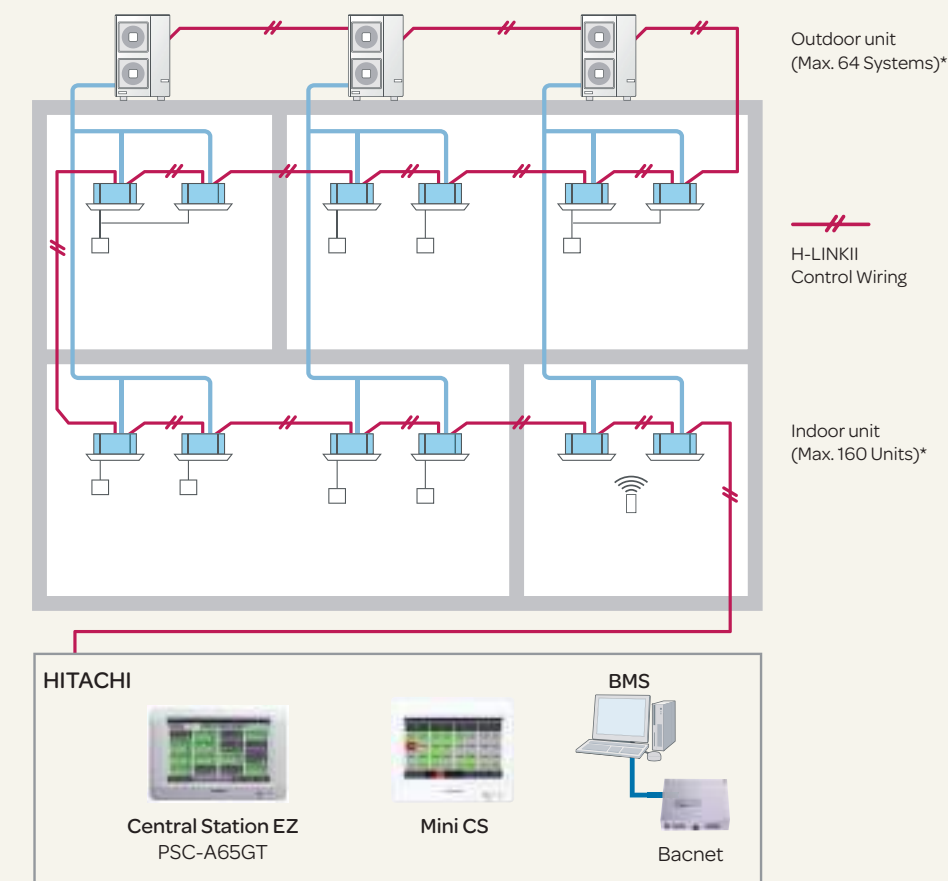 Outdoor unit
(Max. 64 Systems)*
H-LINKII
Control Wiring
Indoor unit
(Max. 160 Units)*
HITACHI
BMS
Central Station EZ
PSC-A65GT
Mini CS
Bacnet